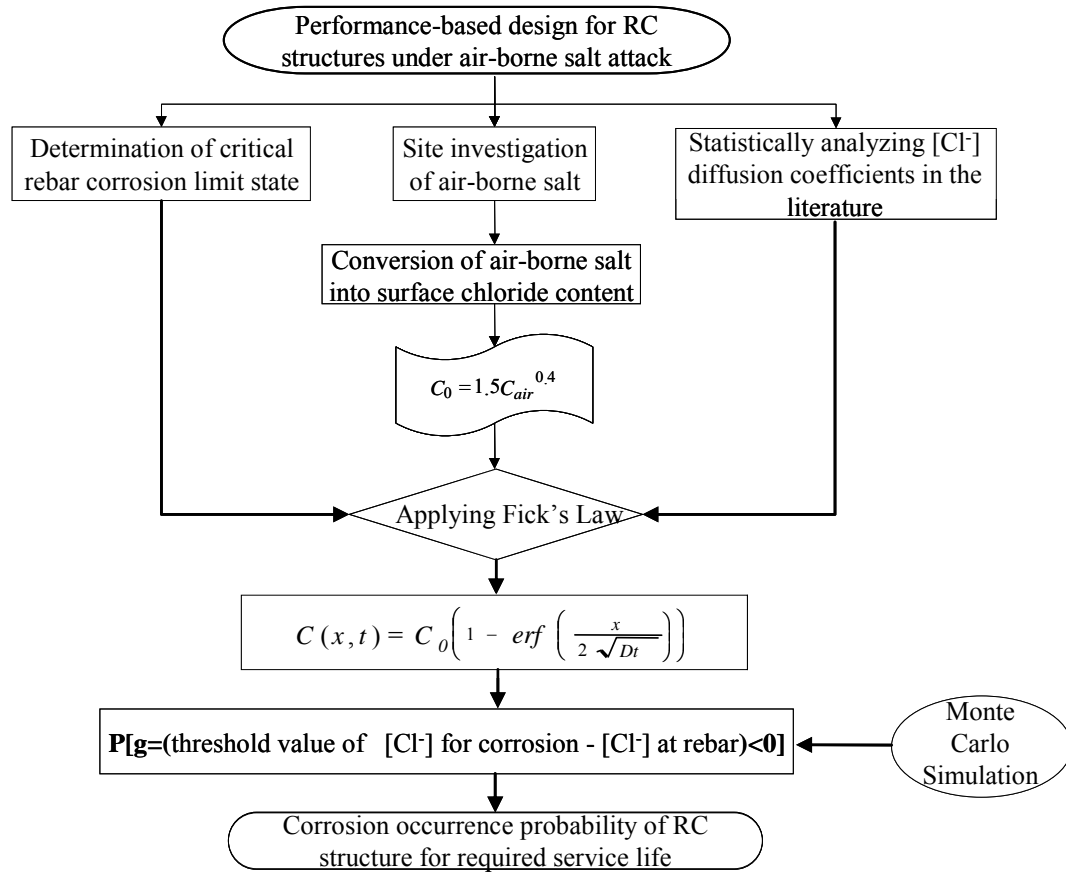 Performance-based design for RC
structures under air-borne salt attack
Determination of critical
rebar corrosion limit state
Site investigation
of air-borne salt
Statistically analyzing [Cl⁻]
diffusion coefficients in the
literature
Conversion of air-borne salt
into surface chloride content
C₀ = 1.5C_air^0.4
Applying Fick's Law
C(x,t) = C₀(1 − erf(x / (2√Dt)))
P[g=(threshold value of [Cl⁻] for corrosion - [Cl⁻] at rebar)<0]
Monte
Carlo
Simulation
Corrosion occurrence probability of RC
structure for required service life